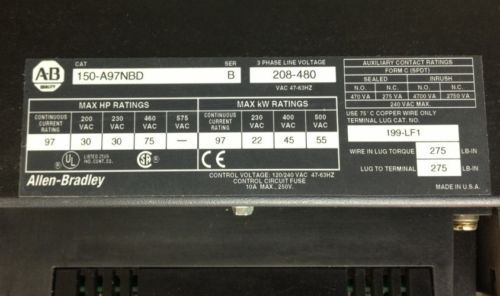 A-B
QUALITY
CAT
150-A97NBD
SER
B
3 PHASE LINE VOLTAGE
208-480
VAC 47-63HZ
AUXILIARY CONTACT RATINGS
FORM C (SPDT)
SEALED INRUSH
N.O. N.C. N.O. N.C.
470 VA 275 VA 4700 VA 2750 VA
240 VAC MAX.
MAX HP RATINGS
CONTINUOUS CURRENT RATING 200 VAC 230 VAC 460 VAC 575 VAC
97 30 30 75 —
MAX kW RATINGS
CONTINUOUS CURRENT RATING 230 VAC 400 VAC 500 VAC
97 22 45 55
USE 75 °C COPPER WIRE ONLY
TERMINAL LUG CAT. NO.
199-LF1
WIRE IN LUG TORQUE 275 LB-IN
LUG TO TERMINAL 275 LB-IN
UL
IND. CONT. EQ.
CE
Allen-Bradley
CONTROL VOLTAGE: 120/240 VAC 47-63HZ
CONTROL CIRCUIT FUSE
10A MAX., 250V.
MADE IN U.S.A.